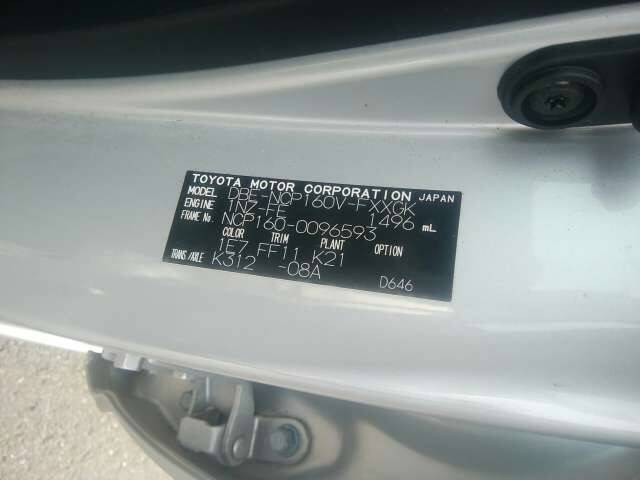 TOYOTA MOTOR CORPORATION JAPAN
MODEL DBE-NCP160V-FXXGK
ENGINE 1NZ-FE 1496 mL
FRAME No. NCP160-0096593
COLOR TRIM PLANT OPTION
1E7 FF11 K21
TRANS/AXLE K312 -08A
D646